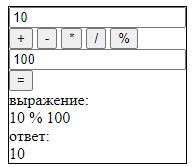 10
+ - * / %
100
=
выражение:
10 % 100
ответ:
10